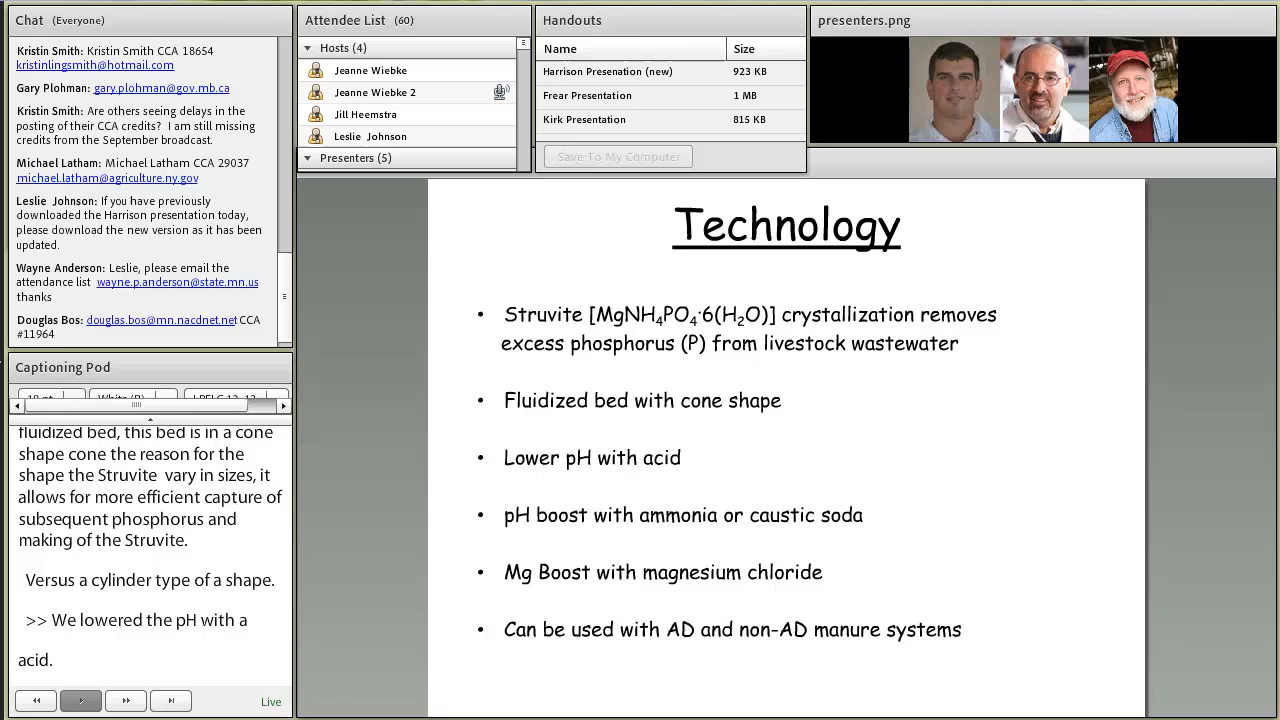 Chat (Everyone)
Kristin Smith: Kristin Smith CCA 18654
kristinlingsmith@hotmail.com
Gary Plohman: gary.plohman@gov.mb.ca
Kristin Smith: Are others seeing delays in the
posting of their CCA credits? I am still missing
credits from the September broadcast.
Michael Latham: Michael Latham CCA 29037
michael.latham@agriculture.ny.gov
Leslie Johnson: If you have previously
downloaded the Harrison presentation today,
please download the new version as it has been
updated.
Wayne Anderson: Leslie, please email the
attendance list wayne.p.anderson@state.mn.us
thanks
Douglas Bos: douglas.bos@mn.nacdnet.net CCA
#11964
Captioning Pod
fluidized bed, this bed is in a cone
shape cone the reason for the
shape the Struvite vary in sizes, it
allows for more efficient capture of
subsequent phosphorus and
making of the Struvite.
Versus a cylinder type of a shape.
>> We lowered the pH with a
acid.
Live
Attendee List (60)
Hosts (4)
Jeanne Wiebke
Jeanne Wiebke 2
Jill Heemstra
Leslie Johnson
Presenters (5)
Handouts
Name Size
Harrison Presenation (new) 923 KB
Frear Presentation 1 MB
Kirk Presentation 815 KB
Save To My Computer
presenters.png
Technology
• Struvite [MgNH4PO4·6(H2O)] crystallization removes
excess phosphorus (P) from livestock wastewater
• Fluidized bed with cone shape
• Lower pH with acid
• pH boost with ammonia or caustic soda
• Mg Boost with magnesium chloride
• Can be used with AD and non-AD manure systems